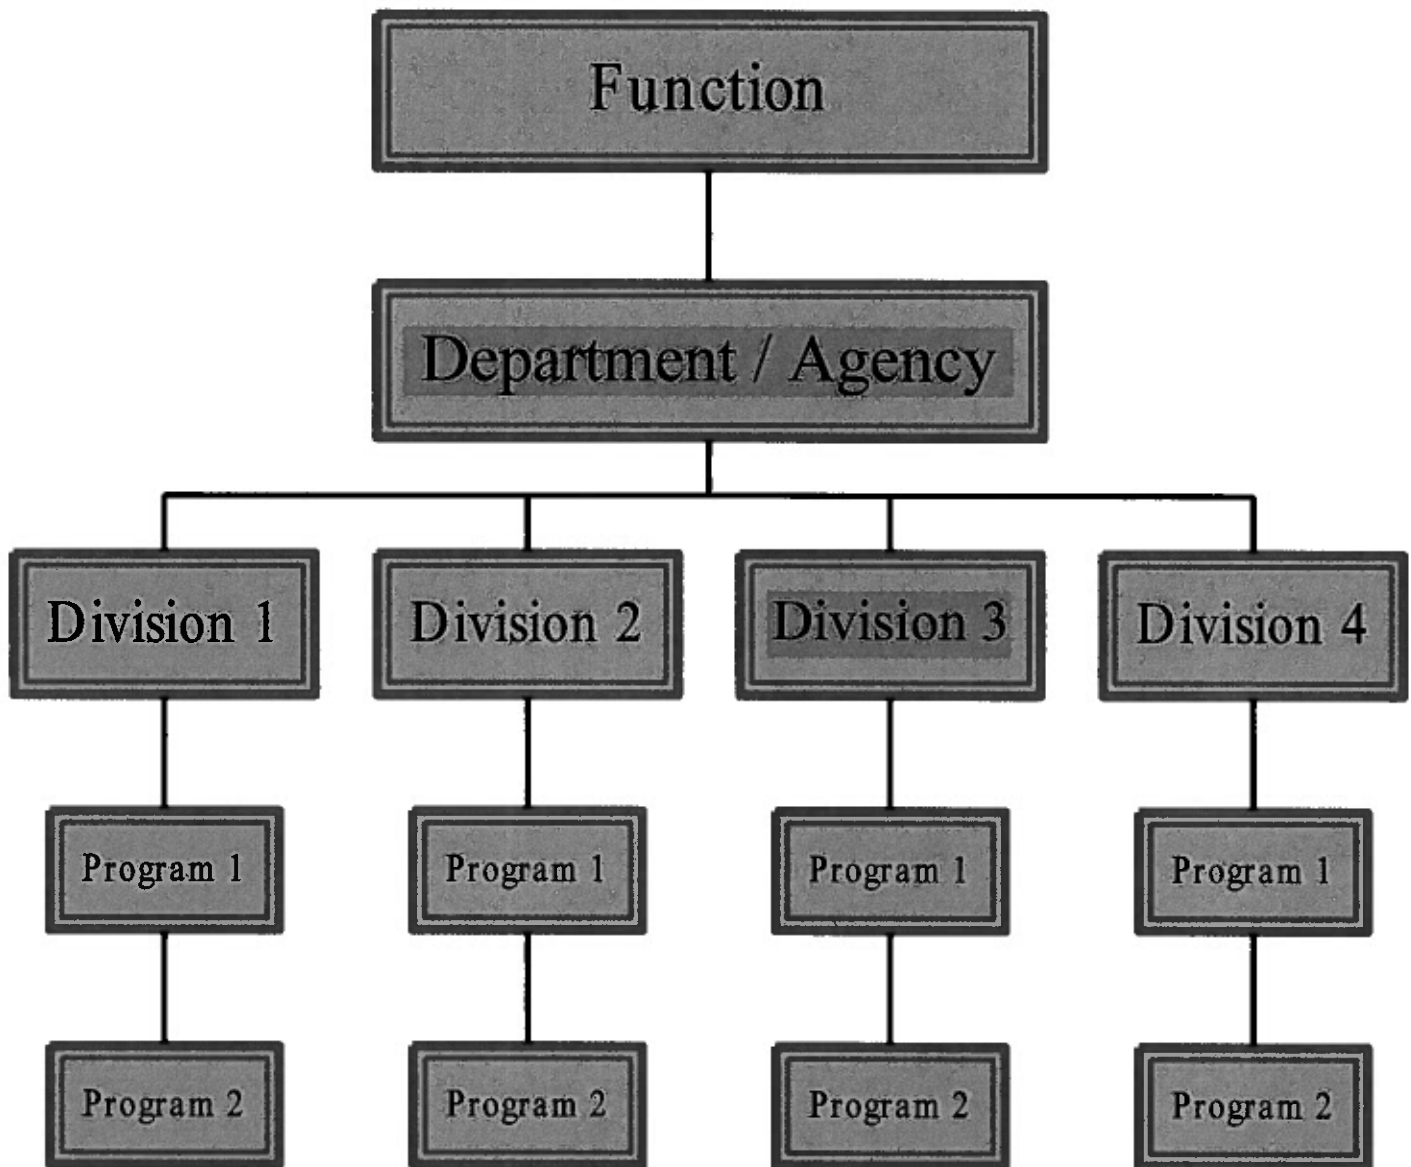 Function
Department / Agency
Division 1
Division 2
Division 3
Division 4
Program 1
Program 1
Program 1
Program 1
Program 2
Program 2
Program 2
Program 2